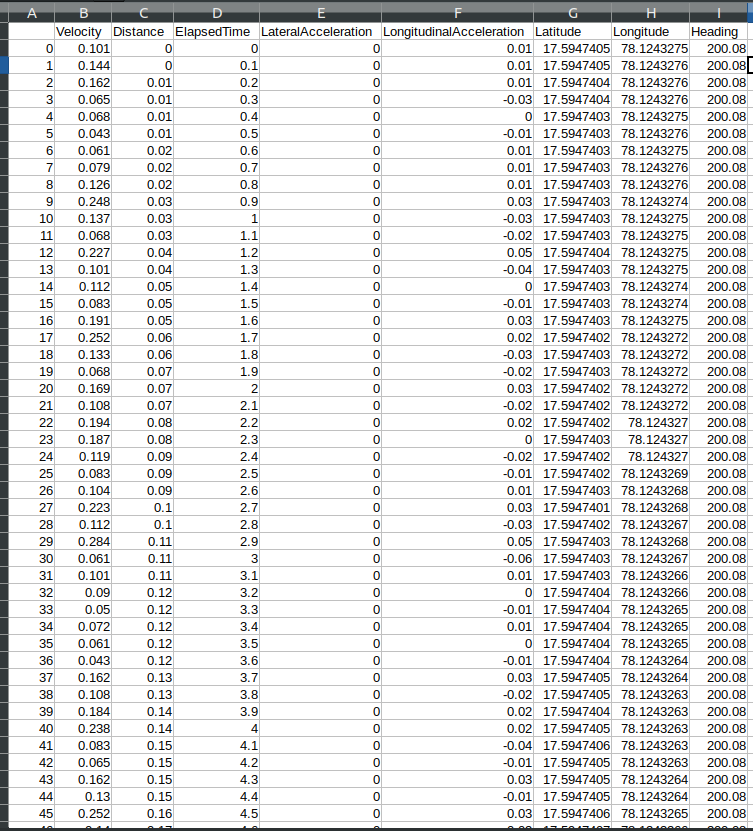 A B C D E F G H I
Velocity Distance ElapsedTime LateralAcceleration LongitudinalAcceleration Latitude Longitude Heading
0 0.101 0 0 0 0.01 17.5947405 78.1243275 200.08
1 0.144 0 0.1 0 0.01 17.5947405 78.1243276 200.08
2 0.162 0.01 0.2 0 0.01 17.5947404 78.1243276 200.08
3 0.065 0.01 0.3 0 -0.03 17.5947404 78.1243276 200.08
4 0.068 0.01 0.4 0 0 17.5947403 78.1243275 200.08
5 0.043 0.01 0.5 0 -0.01 17.5947403 78.1243276 200.08
6 0.061 0.02 0.6 0 0.01 17.5947403 78.1243275 200.08
7 0.079 0.02 0.7 0 0.01 17.5947403 78.1243276 200.08
8 0.126 0.02 0.8 0 0.01 17.5947403 78.1243276 200.08
9 0.248 0.03 0.9 0 0.03 17.5947403 78.1243274 200.08
10 0.137 0.03 1 0 -0.03 17.5947403 78.1243275 200.08
11 0.068 0.03 1.1 0 -0.02 17.5947403 78.1243275 200.08
12 0.227 0.04 1.2 0 0.05 17.5947404 78.1243275 200.08
13 0.101 0.04 1.3 0 -0.04 17.5947403 78.1243275 200.08
14 0.112 0.05 1.4 0 0 17.5947403 78.1243274 200.08
15 0.083 0.05 1.5 0 -0.01 17.5947403 78.1243274 200.08
16 0.191 0.05 1.6 0 0.03 17.5947403 78.1243275 200.08
17 0.252 0.06 1.7 0 0.02 17.5947402 78.1243272 200.08
18 0.133 0.06 1.8 0 -0.03 17.5947403 78.1243272 200.08
19 0.068 0.07 1.9 0 -0.02 17.5947403 78.1243272 200.08
20 0.169 0.07 2 0 0.03 17.5947402 78.1243272 200.08
21 0.108 0.07 2.1 0 -0.02 17.5947402 78.1243272 200.08
22 0.194 0.08 2.2 0 0.02 17.5947402 78.124327 200.08
23 0.187 0.08 2.3 0 0 17.5947403 78.124327 200.08
24 0.119 0.09 2.4 0 -0.02 17.5947402 78.124327 200.08
25 0.083 0.09 2.5 0 -0.01 17.5947402 78.1243269 200.08
26 0.104 0.09 2.6 0 0.01 17.5947403 78.1243268 200.08
27 0.223 0.1 2.7 0 0.03 17.5947401 78.1243268 200.08
28 0.112 0.1 2.8 0 -0.03 17.5947402 78.1243267 200.08
29 0.284 0.11 2.9 0 0.05 17.5947403 78.1243268 200.08
30 0.061 0.11 3 0 -0.06 17.5947403 78.1243267 200.08
31 0.101 0.11 3.1 0 0.01 17.5947403 78.1243266 200.08
32 0.09 0.12 3.2 0 0 17.5947404 78.1243266 200.08
33 0.05 0.12 3.3 0 -0.01 17.5947404 78.1243265 200.08
34 0.072 0.12 3.4 0 0.01 17.5947404 78.1243265 200.08
35 0.061 0.12 3.5 0 0 17.5947404 78.1243265 200.08
36 0.043 0.12 3.6 0 -0.01 17.5947404 78.1243264 200.08
37 0.162 0.13 3.7 0 0.03 17.5947405 78.1243264 200.08
38 0.108 0.13 3.8 0 -0.02 17.5947405 78.1243263 200.08
39 0.184 0.14 3.9 0 0.02 17.5947404 78.1243263 200.08
40 0.238 0.14 4 0 0.02 17.5947405 78.1243263 200.08
41 0.083 0.15 4.1 0 -0.04 17.5947406 78.1243263 200.08
42 0.065 0.15 4.2 0 -0.01 17.5947405 78.1243263 200.08
43 0.162 0.15 4.3 0 0.03 17.5947405 78.1243264 200.08
44 0.13 0.15 4.4 0 -0.01 17.5947405 78.1243264 200.08
45 0.252 0.16 4.5 0 0.03 17.5947406 78.1243265 200.08